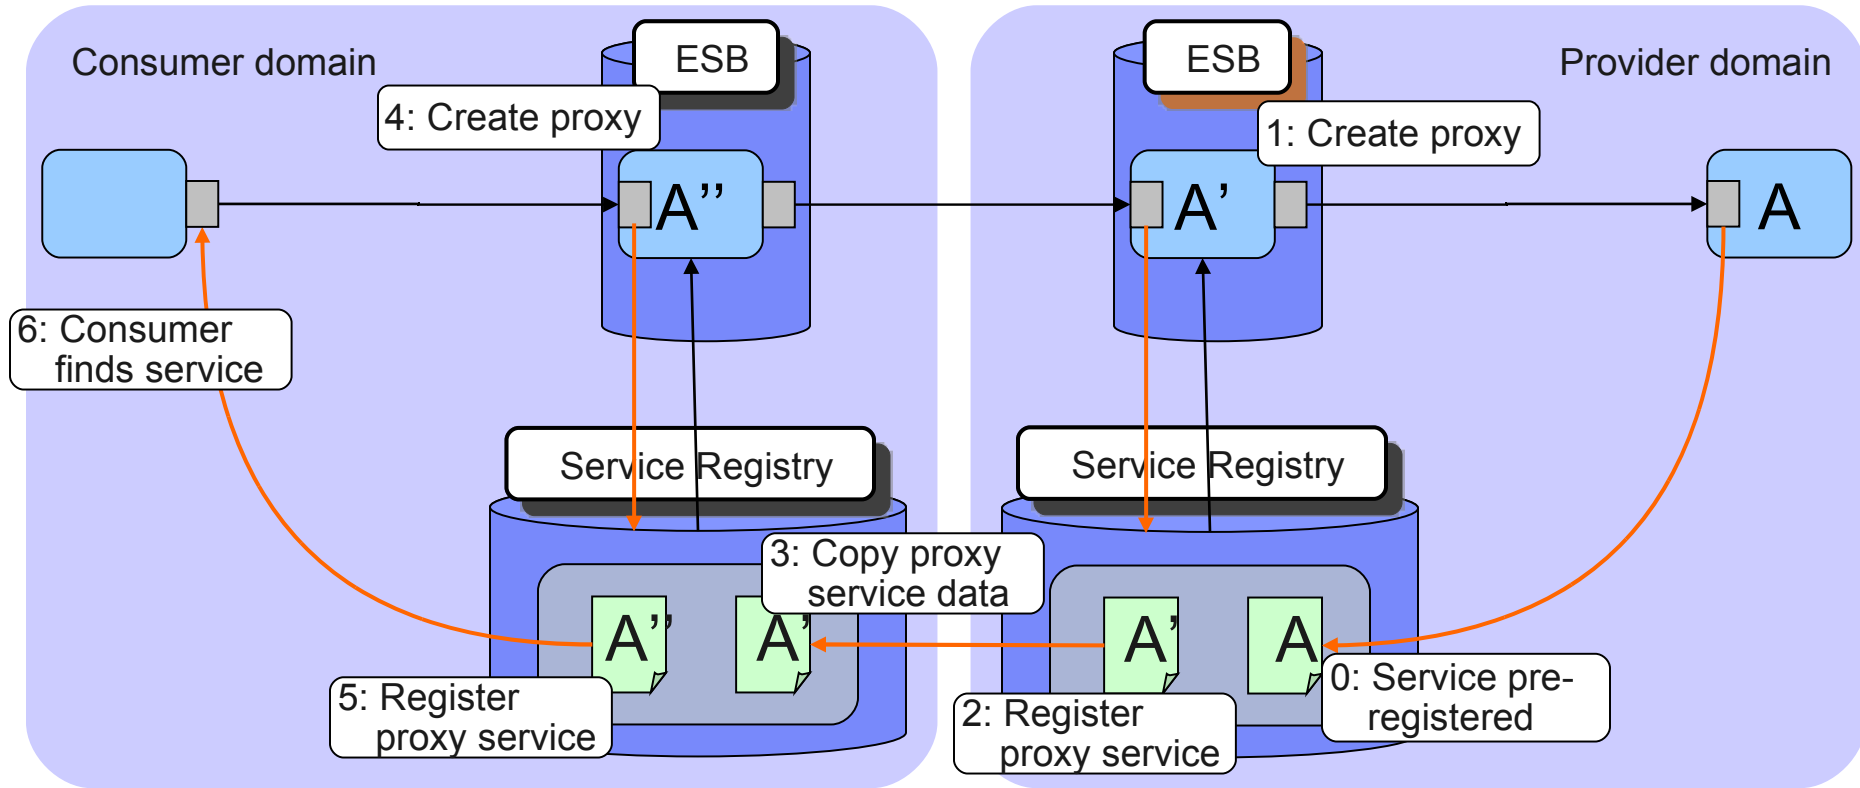 Consumer domain
ESB
ESB
Provider domain
4: Create proxy
1: Create proxy
A’’
A’
A
6: Consumer
finds service
Service Registry
Service Registry
3: Copy proxy
service data
A’’
A’
A’
A
0: Service pre-
registered
5: Register
proxy service
2: Register
proxy service